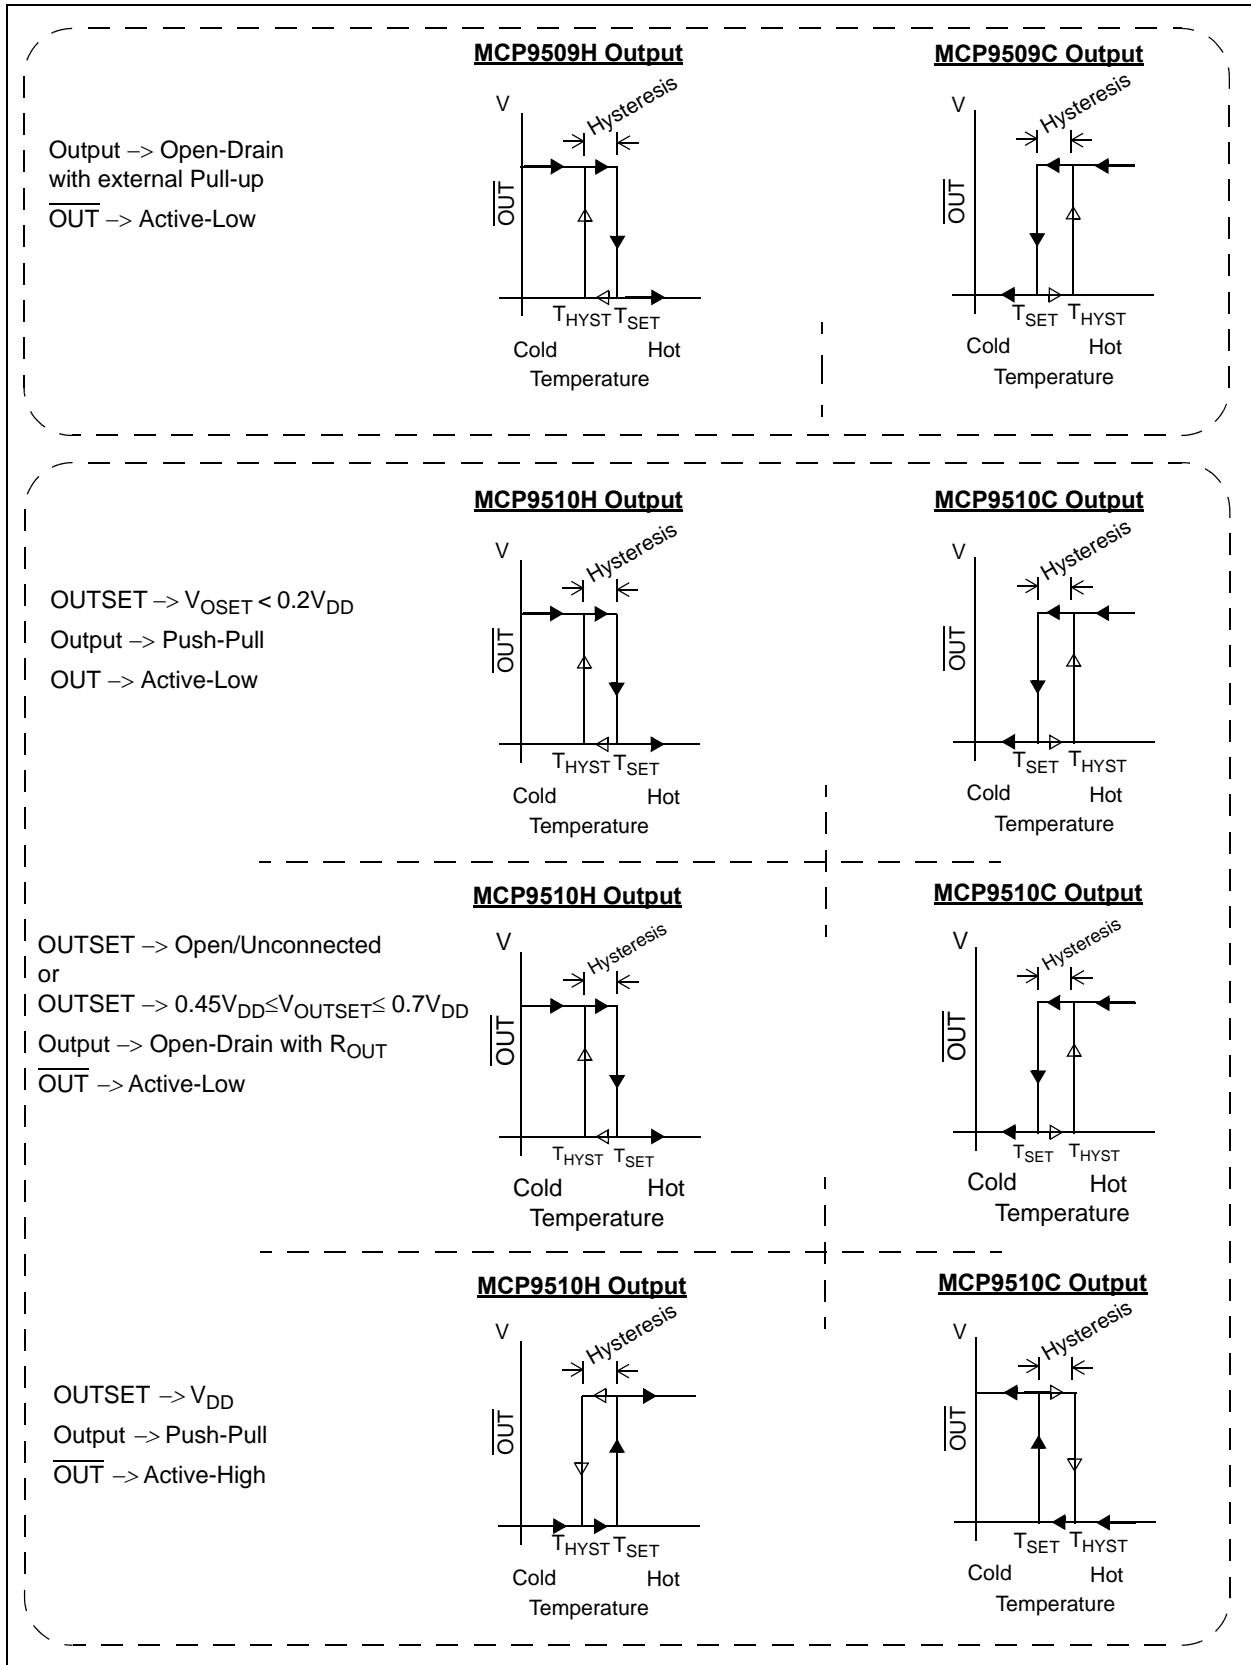 MCP9509H Output
MCP9509C Output
Output –> Open-Drain
with external Pull-up
OUT –> Active-Low
V
Hysteresis
OUT
THYST TSET
Cold Hot
Temperature
V
Hysteresis
OUT
TSET THYST
Cold Hot
Temperature
MCP9510H Output
MCP9510C Output
OUTSET –> VOSET < 0.2VDD
Output –> Push-Pull
OUT –> Active-Low
V
Hysteresis
OUT
THYST TSET
Cold Hot
Temperature
V
Hysteresis
OUT
TSET THYST
Cold Hot
Temperature
MCP9510H Output
MCP9510C Output
OUTSET –> Open/Unconnected
or
OUTSET –> 0.45VDD≤VOUTSET≤ 0.7VDD
Output –> Open-Drain with ROUT
OUT –> Active-Low
V
Hysteresis
OUT
THYST TSET
Cold Hot
Temperature
V
Hysteresis
OUT
TSET THYST
Cold Hot
Temperature
MCP9510H Output
MCP9510C Output
OUTSET –> VDD
Output –> Push-Pull
OUT –> Active-High
V
Hysteresis
OUT
THYST TSET
Cold Hot
Temperature
V
Hysteresis
OUT
TSET THYST
Cold Hot
Temperature